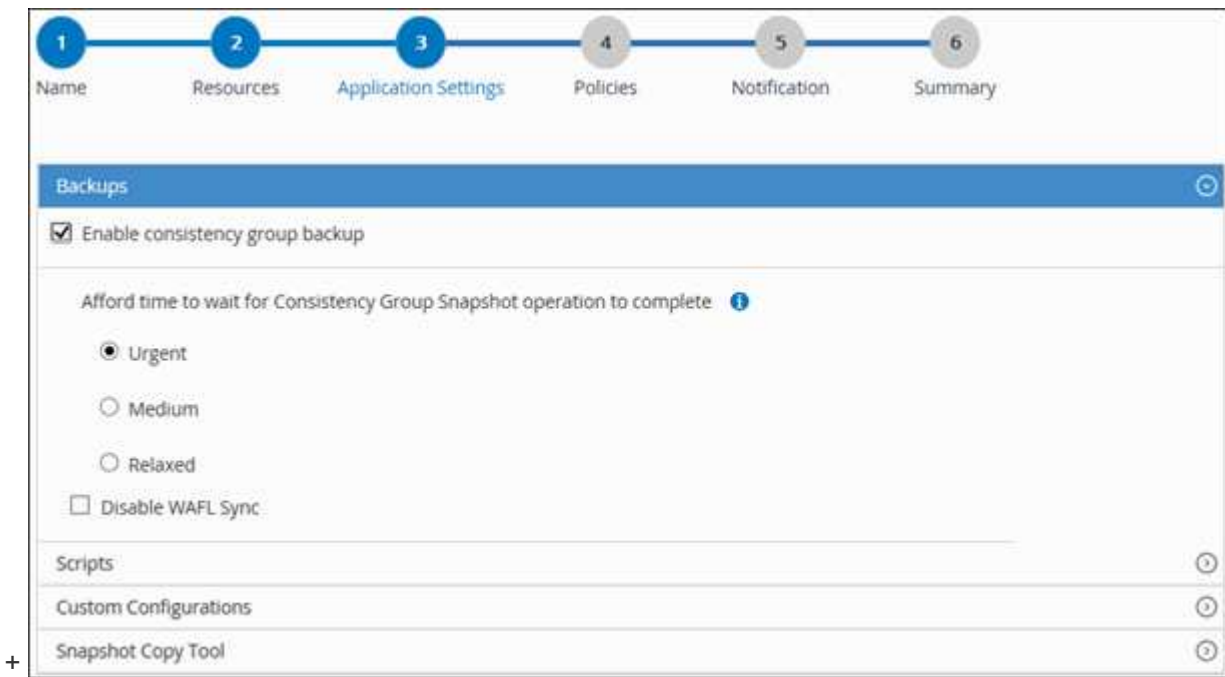 1 2 3 4 5 6
Name Resources Application Settings Policies Notification Summary
Backups
Enable consistency group backup
Afford time to wait for Consistency Group Snapshot operation to complete i
Urgent
Medium
Relaxed
Disable WAFL Sync
Scripts
Custom Configurations
Snapshot Copy Tool
+